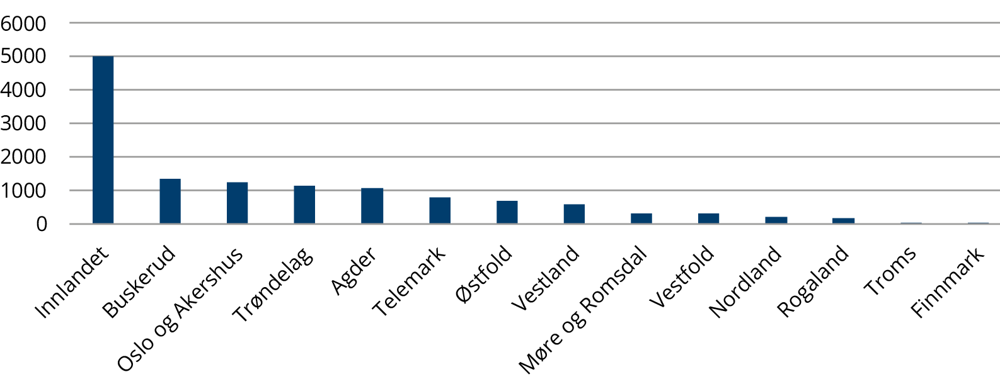 6000
5000
4000
3000
2000
1000
0
Innlandet
Buskerud
Oslo og Akershus
Trøndelag
Agder
Telemark
Østfold
Vestland
Møre og Romsdal
Vestfold
Nordland
Rogaland
Troms
Finnmark